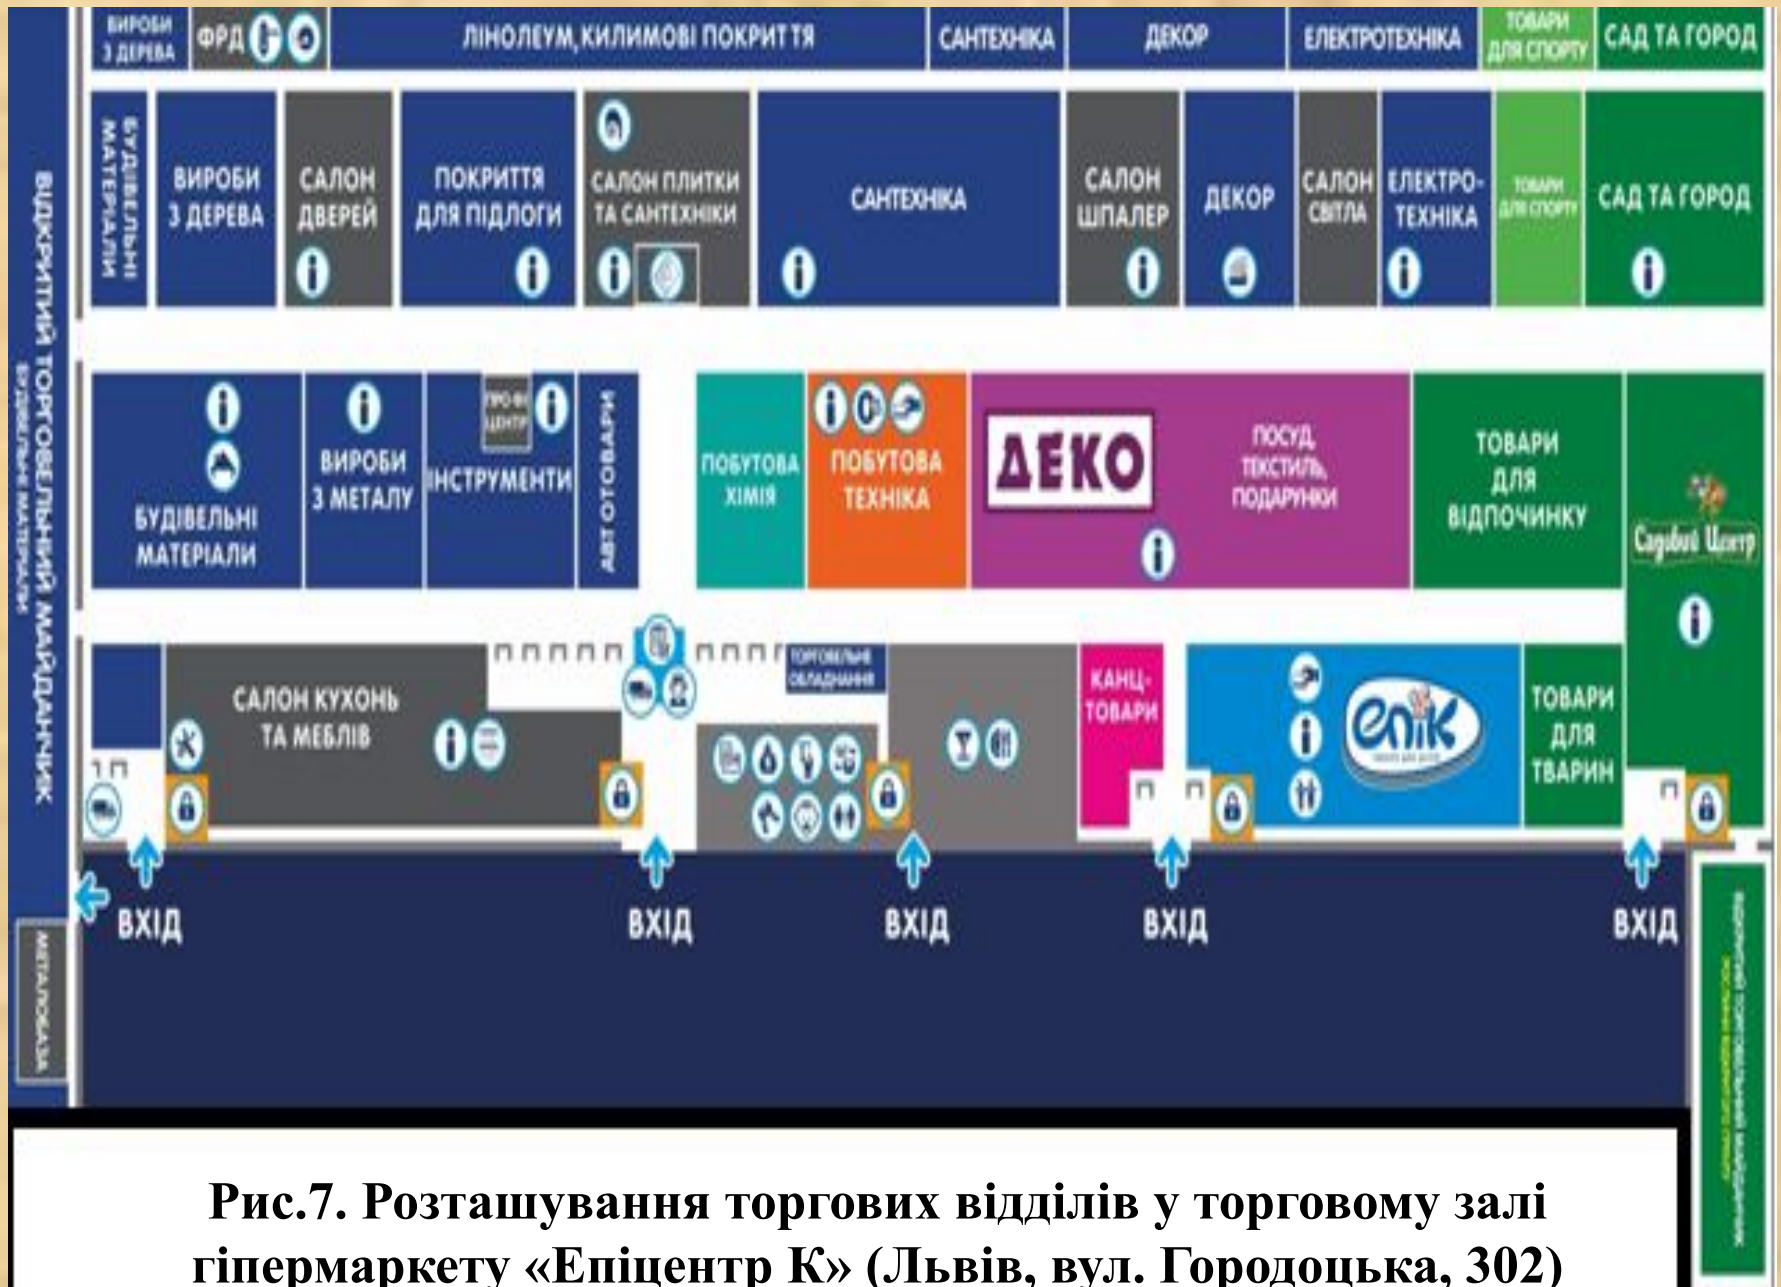 ВИРОБИ
З ДЕРЕВА
ФРД
ЛІНОЛЕУМ, КИЛИМОВІ ПОКРИТТЯ
САНТЕХНІКА
ДЕКОР
ЕЛЕКТРОТЕХНІКА
ТОВАРИ
ДЛЯ СПОРТУ
САД ТА ГОРОД
БУДІВЕЛЬНІ
МАТЕРІАЛИ
ВИРОБИ
З ДЕРЕВА
САЛОН
ДВЕРЕЙ
ПОКРИТТЯ
ДЛЯ ПІДЛОГИ
САЛОН ПЛИТКИ
ТА САНТЕХНІКИ
САНТЕХНІКА
САЛОН
ШПАЛЕР
ДЕКОР
САЛОН
СВІТЛА
ЕЛЕКТРО-
ТЕХНІКА
ТОВАРИ
ДЛЯ СПОРТУ
САД ТА ГОРОД
ВІДКРИТИЙ ТОРГОВЕЛЬНИЙ МАЙДАНЧИК
БУДІВЕЛЬНІ МАТЕРІАЛИ
БУДІВЕЛЬНІ
МАТЕРІАЛИ
ВИРОБИ
З МЕТАЛУ
ПРОФІ
ЦЕНТР
ІНСТРУМЕНТИ
АВТОТОВАРИ
ПОБУТОВА
ХІМІЯ
ПОБУТОВА
ТЕХНІКА
ДЕКО
ПОСУД,
ТЕКСТИЛЬ,
ПОДАРУНКИ
ТОВАРИ
ДЛЯ
ВІДПОЧИНКУ
Садовий Центр
САЛОН КУХОНЬ
ТА МЕБЛІВ
ТОРГОВЕЛЬНЕ
ОБЛАДНАННЯ
КАНЦ-
ТОВАРИ
епік
ТОВАРИ
ДЛЯ
ТВАРИН
ВХІД
ВХІД
ВХІД
ВХІД
ВХІД
МЕТАЛОБАЗА
ВІДКРИТИЙ ТОРГОВЕЛЬНИЙ МАЙДАНЧИК
Рис.7. Розташування торгових відділів у торговому залі
гіпермаркету «Епіцентр К» (Львів, вул. Городоцька, 302)